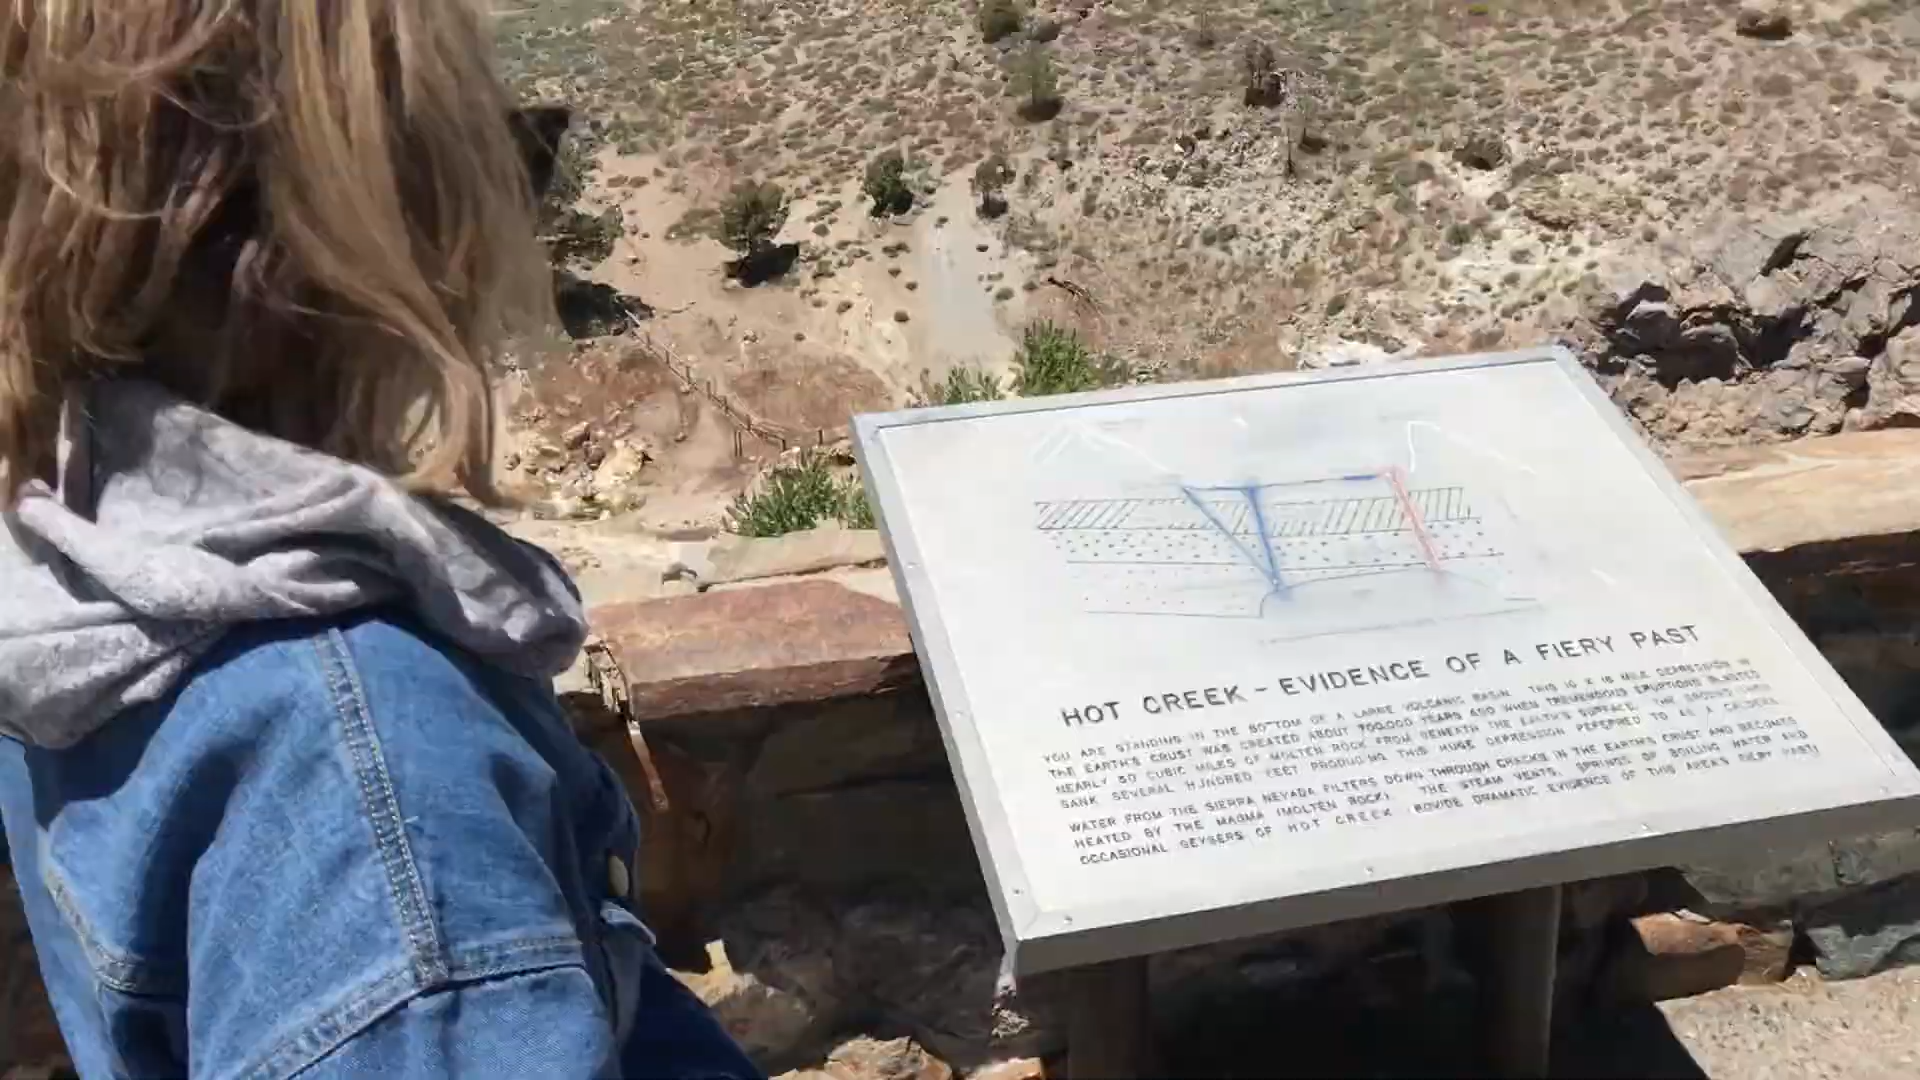 HOT CREEK - EVIDENCE OF A FIERY PAST
YOU ARE STANDING IN THE BOTTOM OF A LARGE VOLCANIC BASIN. THIS 10 X 18 MILE DEPRESSION IN
THE EARTH'S CRUST WAS CREATED ABOUT 700,000 YEARS AGO WHEN TREMENDOUS ERUPTIONS BLASTED
NEARLY 50 CUBIC MILES OF MOLTEN ROCK FROM BENEATH THE EARTH'S SURFACE. THE GROUND THEN
SANK SEVERAL HUNDRED FEET PRODUCING THIS HUGE DEPRESSION REFERRED TO AS A CALDERA.
WATER FROM THE SIERRA NEVADA FILTERS DOWN THROUGH CRACKS IN THE EARTH'S CRUST AND BECOMES
HEATED BY THE MAGMA (MOLTEN ROCK). THE STEAM VENTS, SPRINGS OF BOILING WATER AND
OCCASIONAL GEYSERS OF HOT CREEK PROVIDE DRAMATIC EVIDENCE OF THIS AREA'S FIERY PAST!